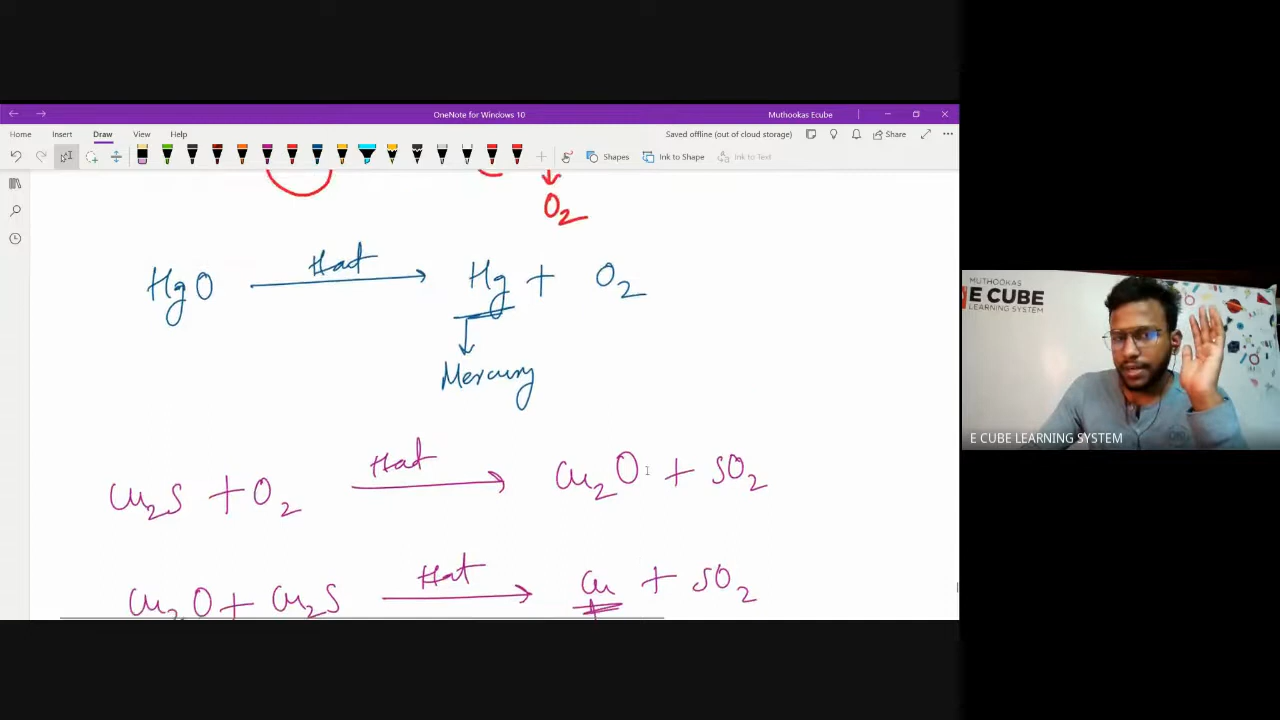 OneNote for Windows 10
Muthookas Ecube
Home Insert Draw View Help
Saved offline (out of cloud storage)
Share
Shapes
Ink to Shape
Ink to Text
O2
HgO Heat Hg + O2
Mercury
Cu2S + O2 Heat Cu2O + SO2
Cu2O + Cu2S Heat Cu + SO2
MUTHOOKAS
E CUBE
LEARNING SYSTEM
E CUBE LEARNING SYSTEM